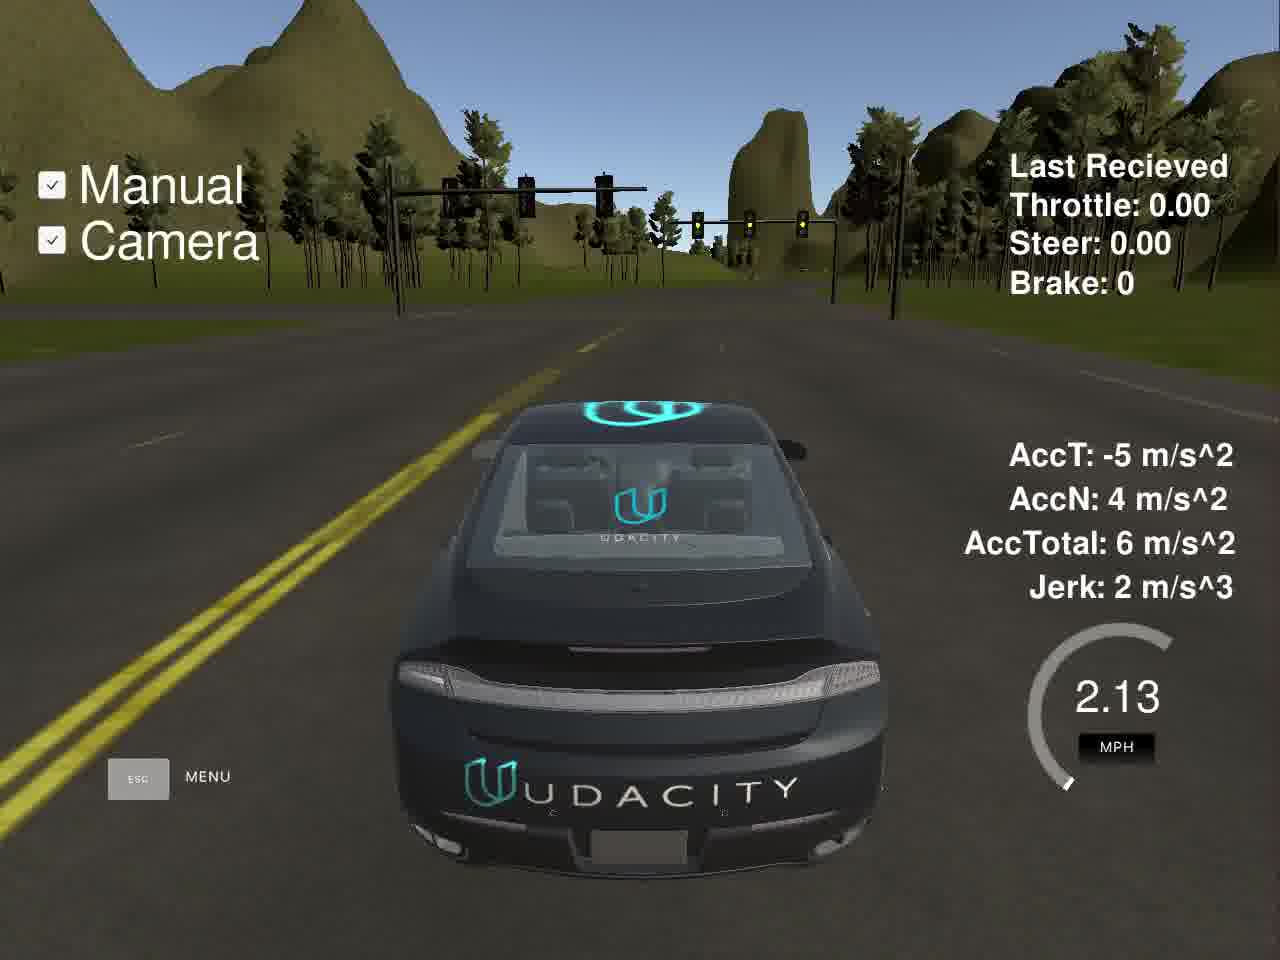 Manual
Camera
Last Recieved
Throttle: 0.00
Steer: 0.00
Brake: 0
UDACITY
AccT: -5 m/s^2
AccN: 4 m/s^2
AccTotal: 6 m/s^2
Jerk: 2 m/s^3
2.13
MPH
ESC MENU
UDACITY